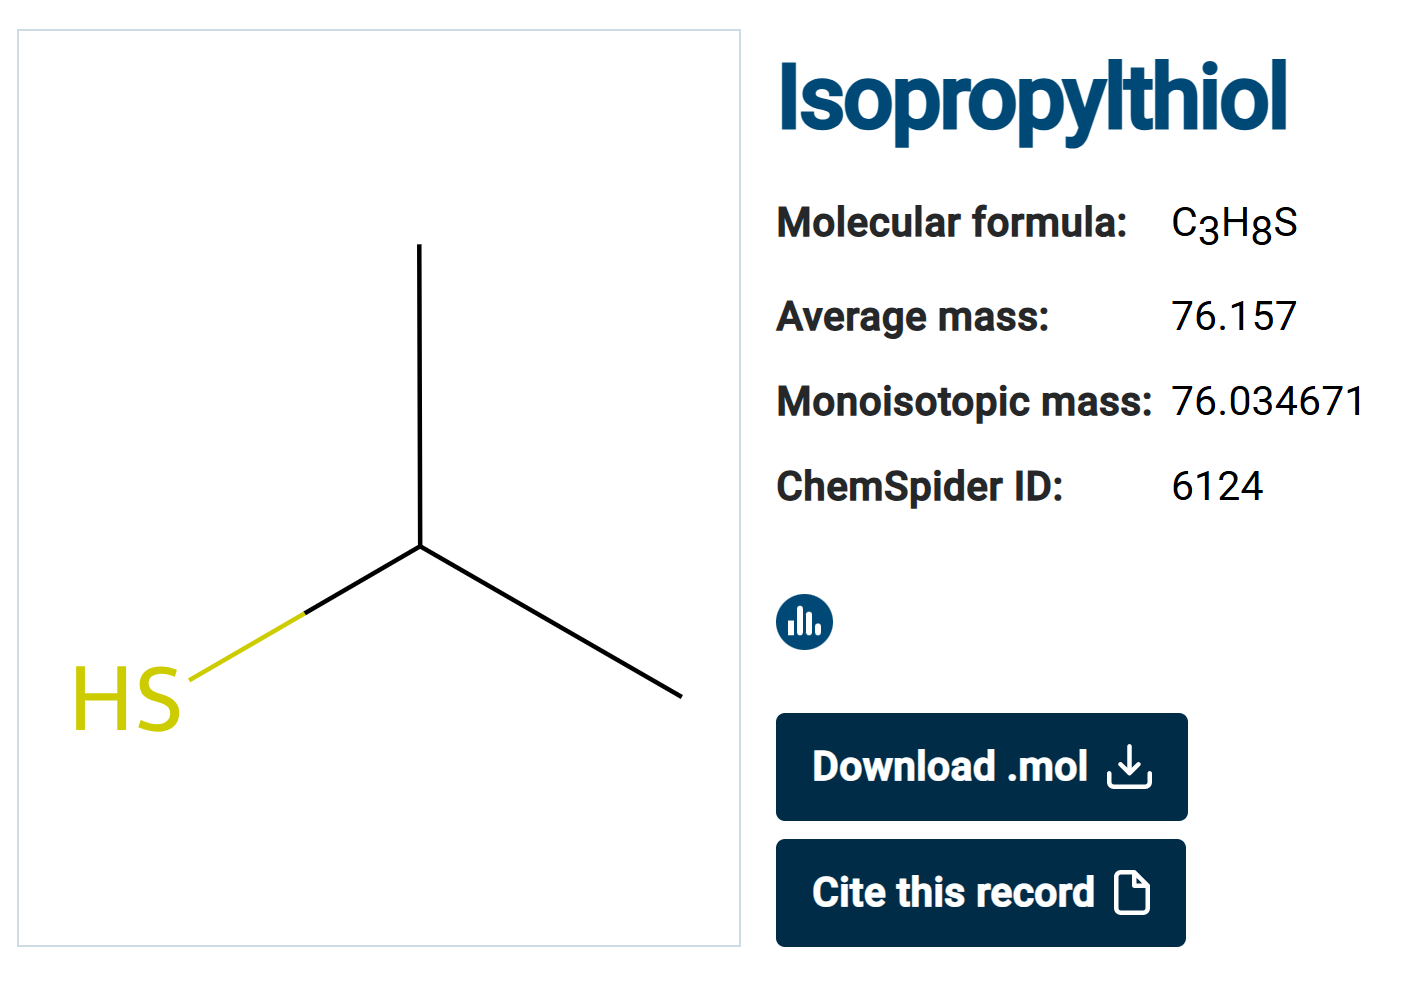 HS
Isopropylthiol
Molecular formula: C₃H₈S
Average mass: 76.157
Monoisotopic mass: 76.034671
ChemSpider ID: 6124
Download .mol
Cite this record